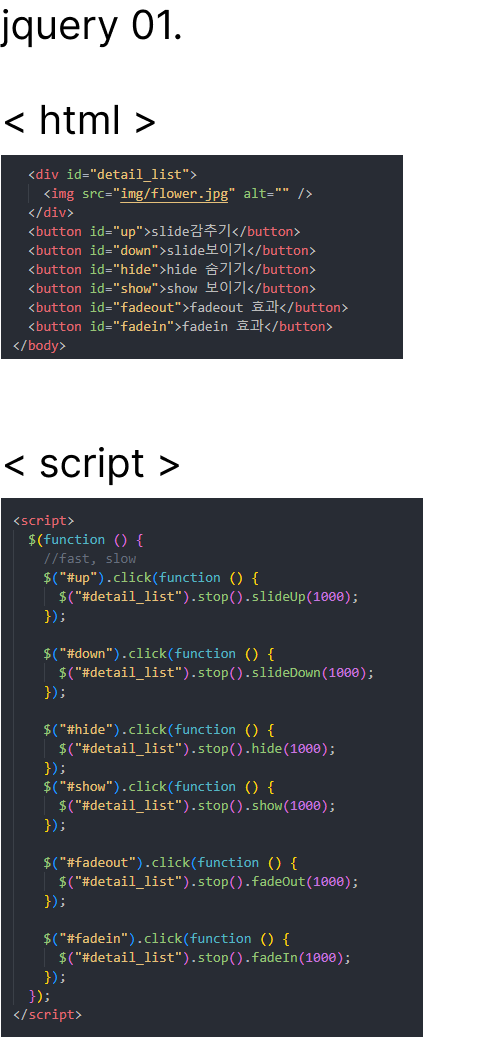 jquery 01.
< html >
<div id="detail_list">
<img src="img/flower.jpg" alt="" />
</div>
<button id="up">slide감추기</button>
<button id="down">slide보이기</button>
<button id="hide">hide 숨기기</button>
<button id="show">show 보이기</button>
<button id="fadeout">fadeout 효과</button>
<button id="fadein">fadein 효과</button>
</body>
< script >
<script>
$(function () {
//fast, slow
$("#up").click(function () {
$("#detail_list").stop().slideUp(1000);
});
$("#down").click(function () {
$("#detail_list").stop().slideDown(1000);
});
$("#hide").click(function () {
$("#detail_list").stop().hide(1000);
});
$("#show").click(function () {
$("#detail_list").stop().show(1000);
});
$("#fadeout").click(function () {
$("#detail_list").stop().fadeOut(1000);
});
$("#fadein").click(function () {
$("#detail_list").stop().fadeIn(1000);
});
});
</script>